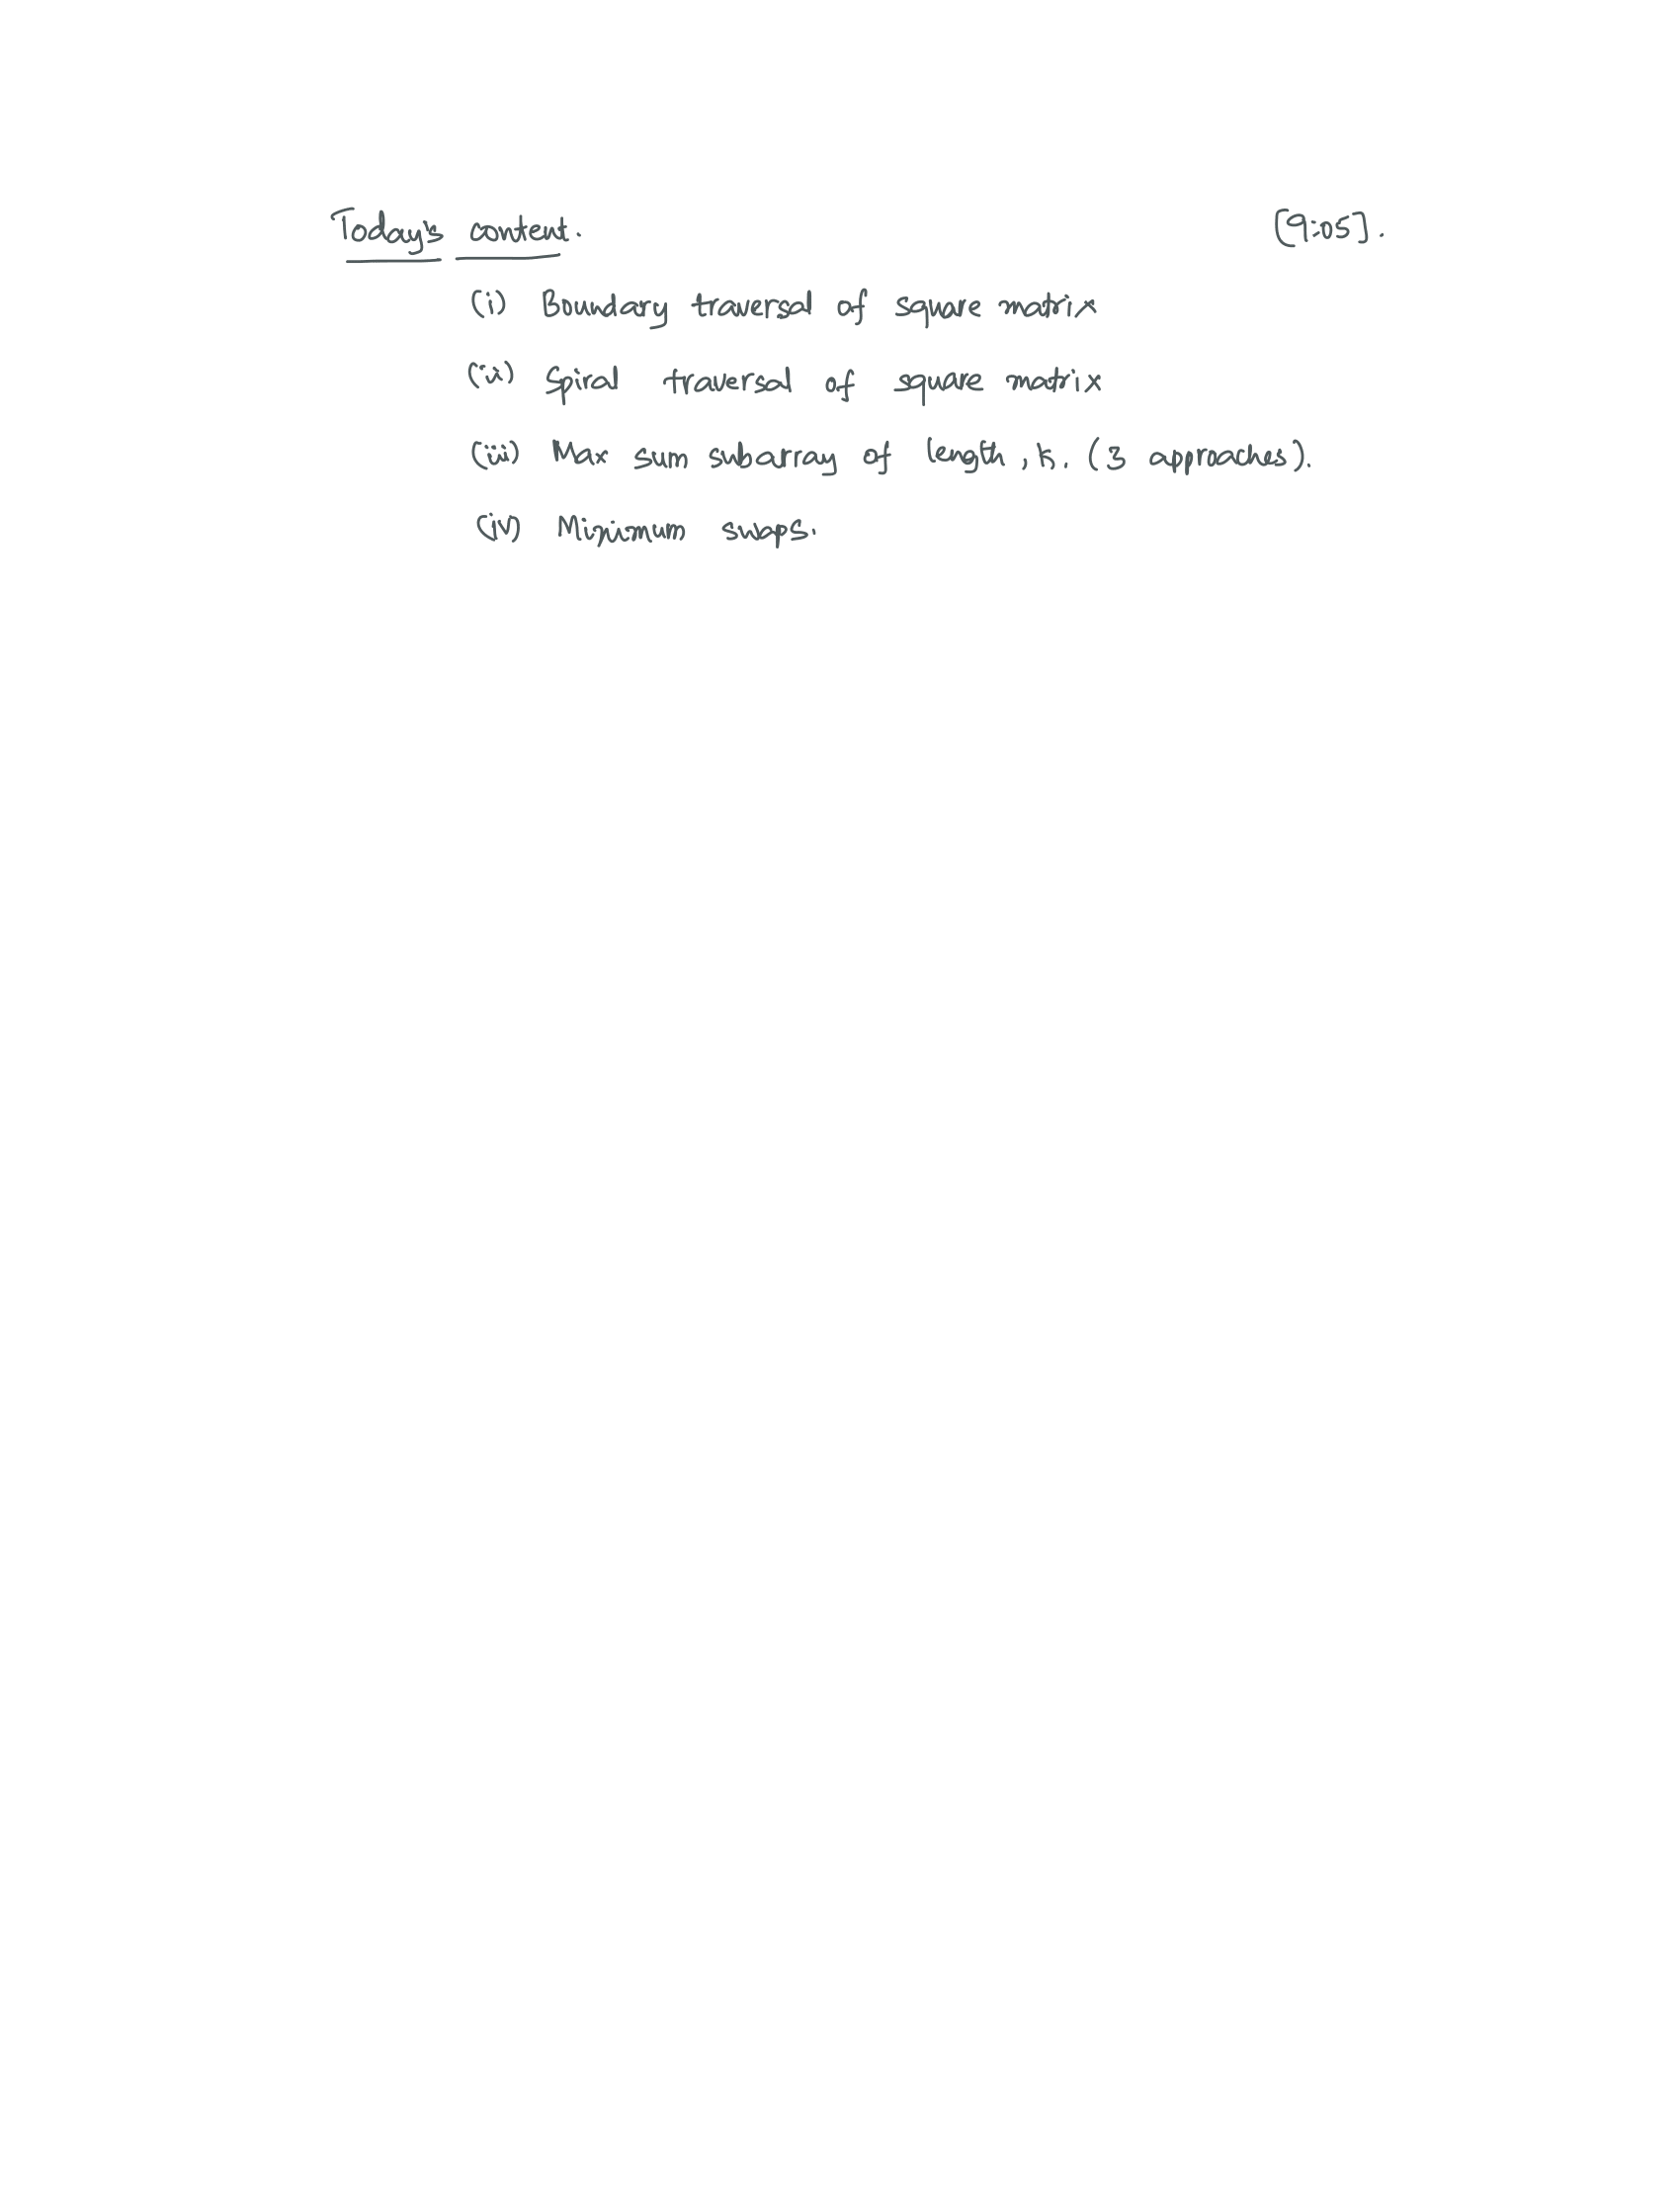 Today's content. [9:05].
(i) Boundary traversal of square matrix
(ii) Spiral traversal of square matrix
(iii) Max sum subarray of length, k. (3 approaches).
(iv) Minimum swaps.